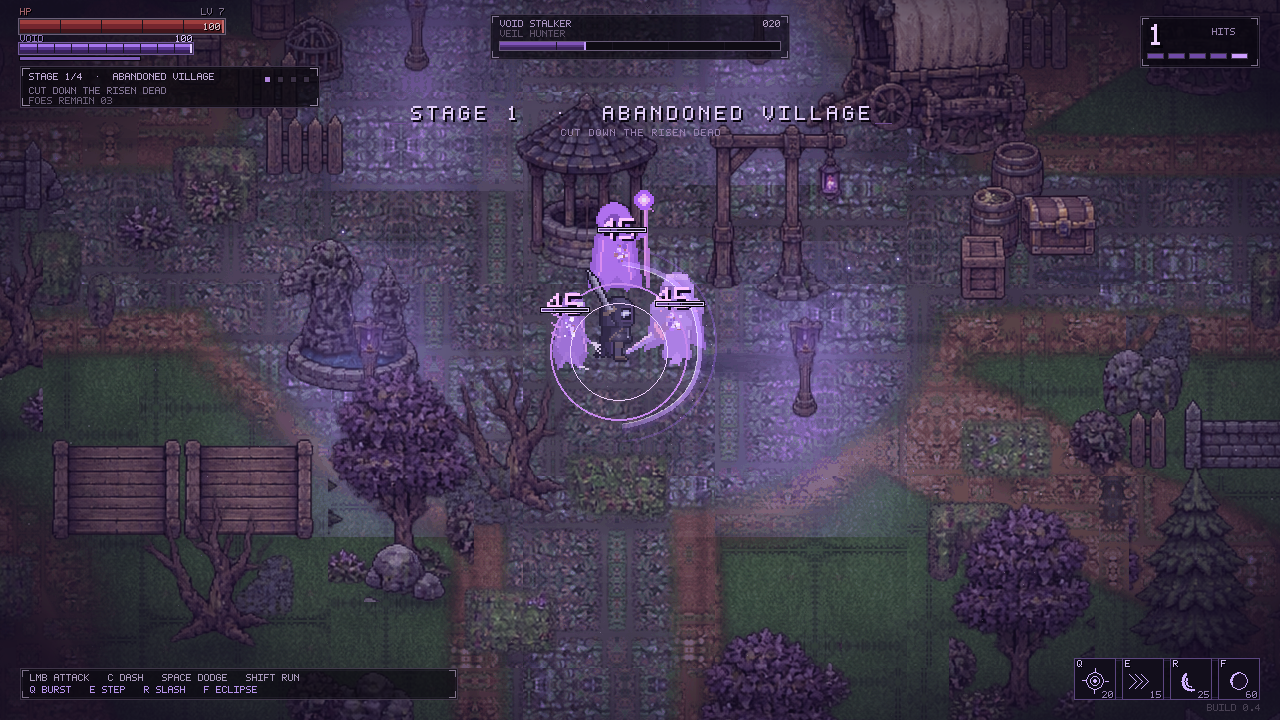 HP LV 7
100
VOID 100
STAGE 1/4 · ABANDONED VILLAGE
CUT DOWN THE RISEN DEAD
FOES REMAIN 03
VOID STALKER 020
VEIL HUNTER
1 HITS
STAGE 1 · ABANDONED VILLAGE
CUT DOWN THE RISEN DEAD
45
45
45
LMB ATTACK C DASH SPACE DODGE SHIFT RUN
Q BURST E STEP R SLASH F ECLIPSE
Q E R F
20 15 25 60
BUILD 0.4